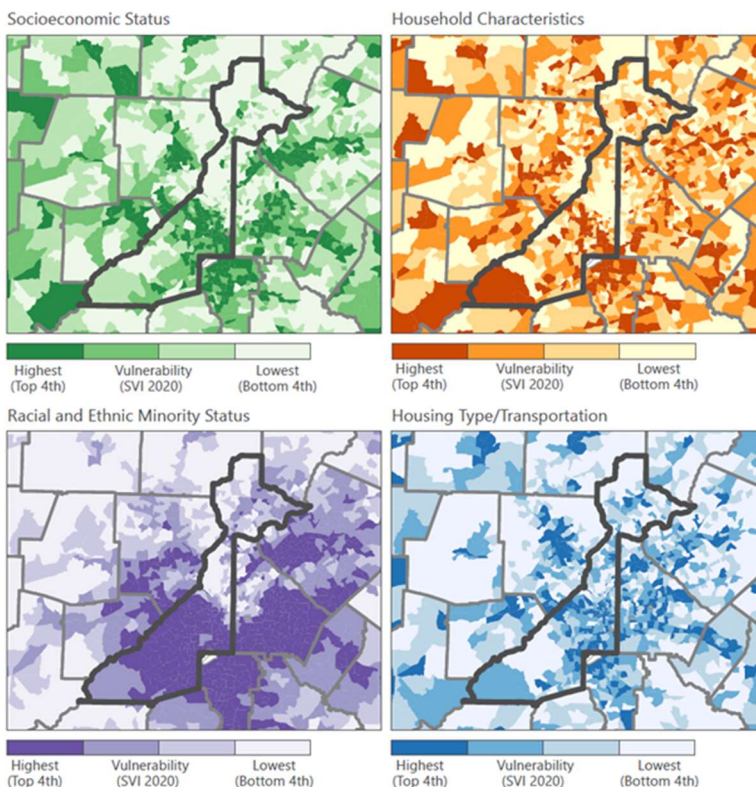 Socioeconomic Status
Household Characteristics
Highest
(Top 4th)
Vulnerability
(SVI 2020)
Lowest
(Bottom 4th)
Highest
(Top 4th)
Vulnerability
(SVI 2020)
Lowest
(Bottom 4th)
Racial and Ethnic Minority Status
Housing Type/Transportation
Highest
(Top 4th)
Vulnerability
(SVI 2020)
Lowest
(Bottom 4th)
Highest
(Top 4th)
Vulnerability
(SVI 2020)
Lowest
(Bottom 4th)